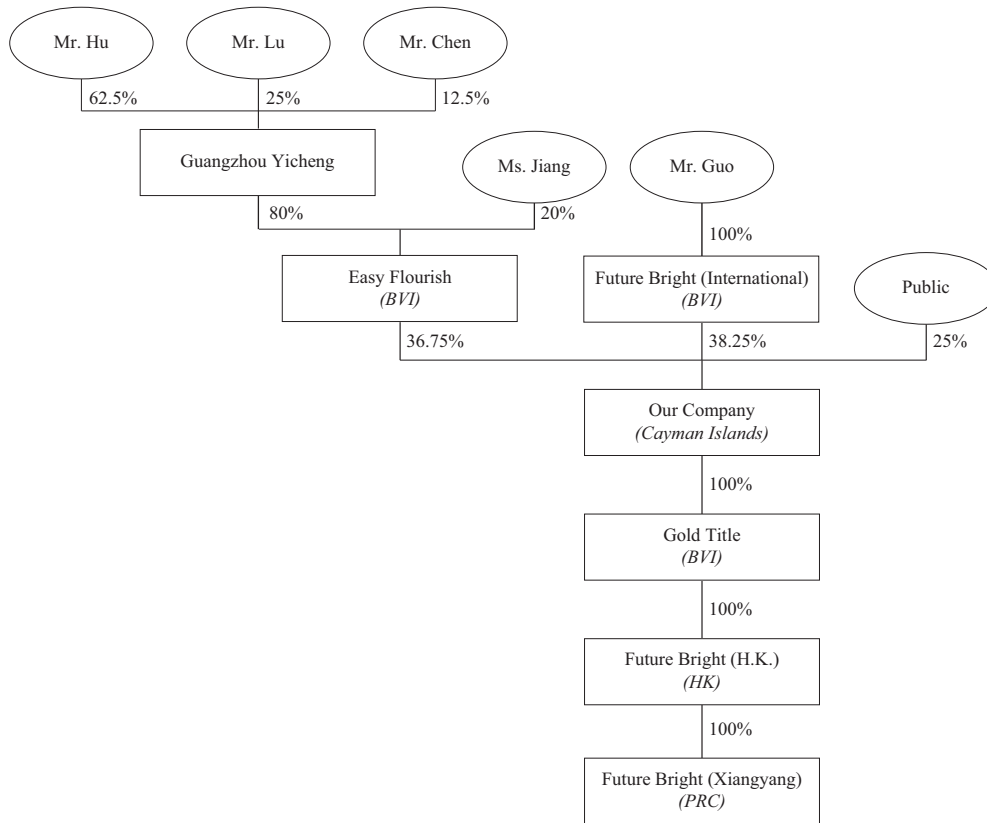 Mr. Hu
Mr. Lu
Mr. Chen
62.5%
25%
12.5%
Guangzhou Yicheng
Ms. Jiang
Mr. Guo
80%
20%
100%
Easy Flourish
(BVI)
Future Bright (International)
(BVI)
Public
36.75%
38.25%
25%
Our Company
(Cayman Islands)
100%
Gold Title
(BVI)
100%
Future Bright (H.K.)
(HK)
100%
Future Bright (Xiangyang)
(PRC)